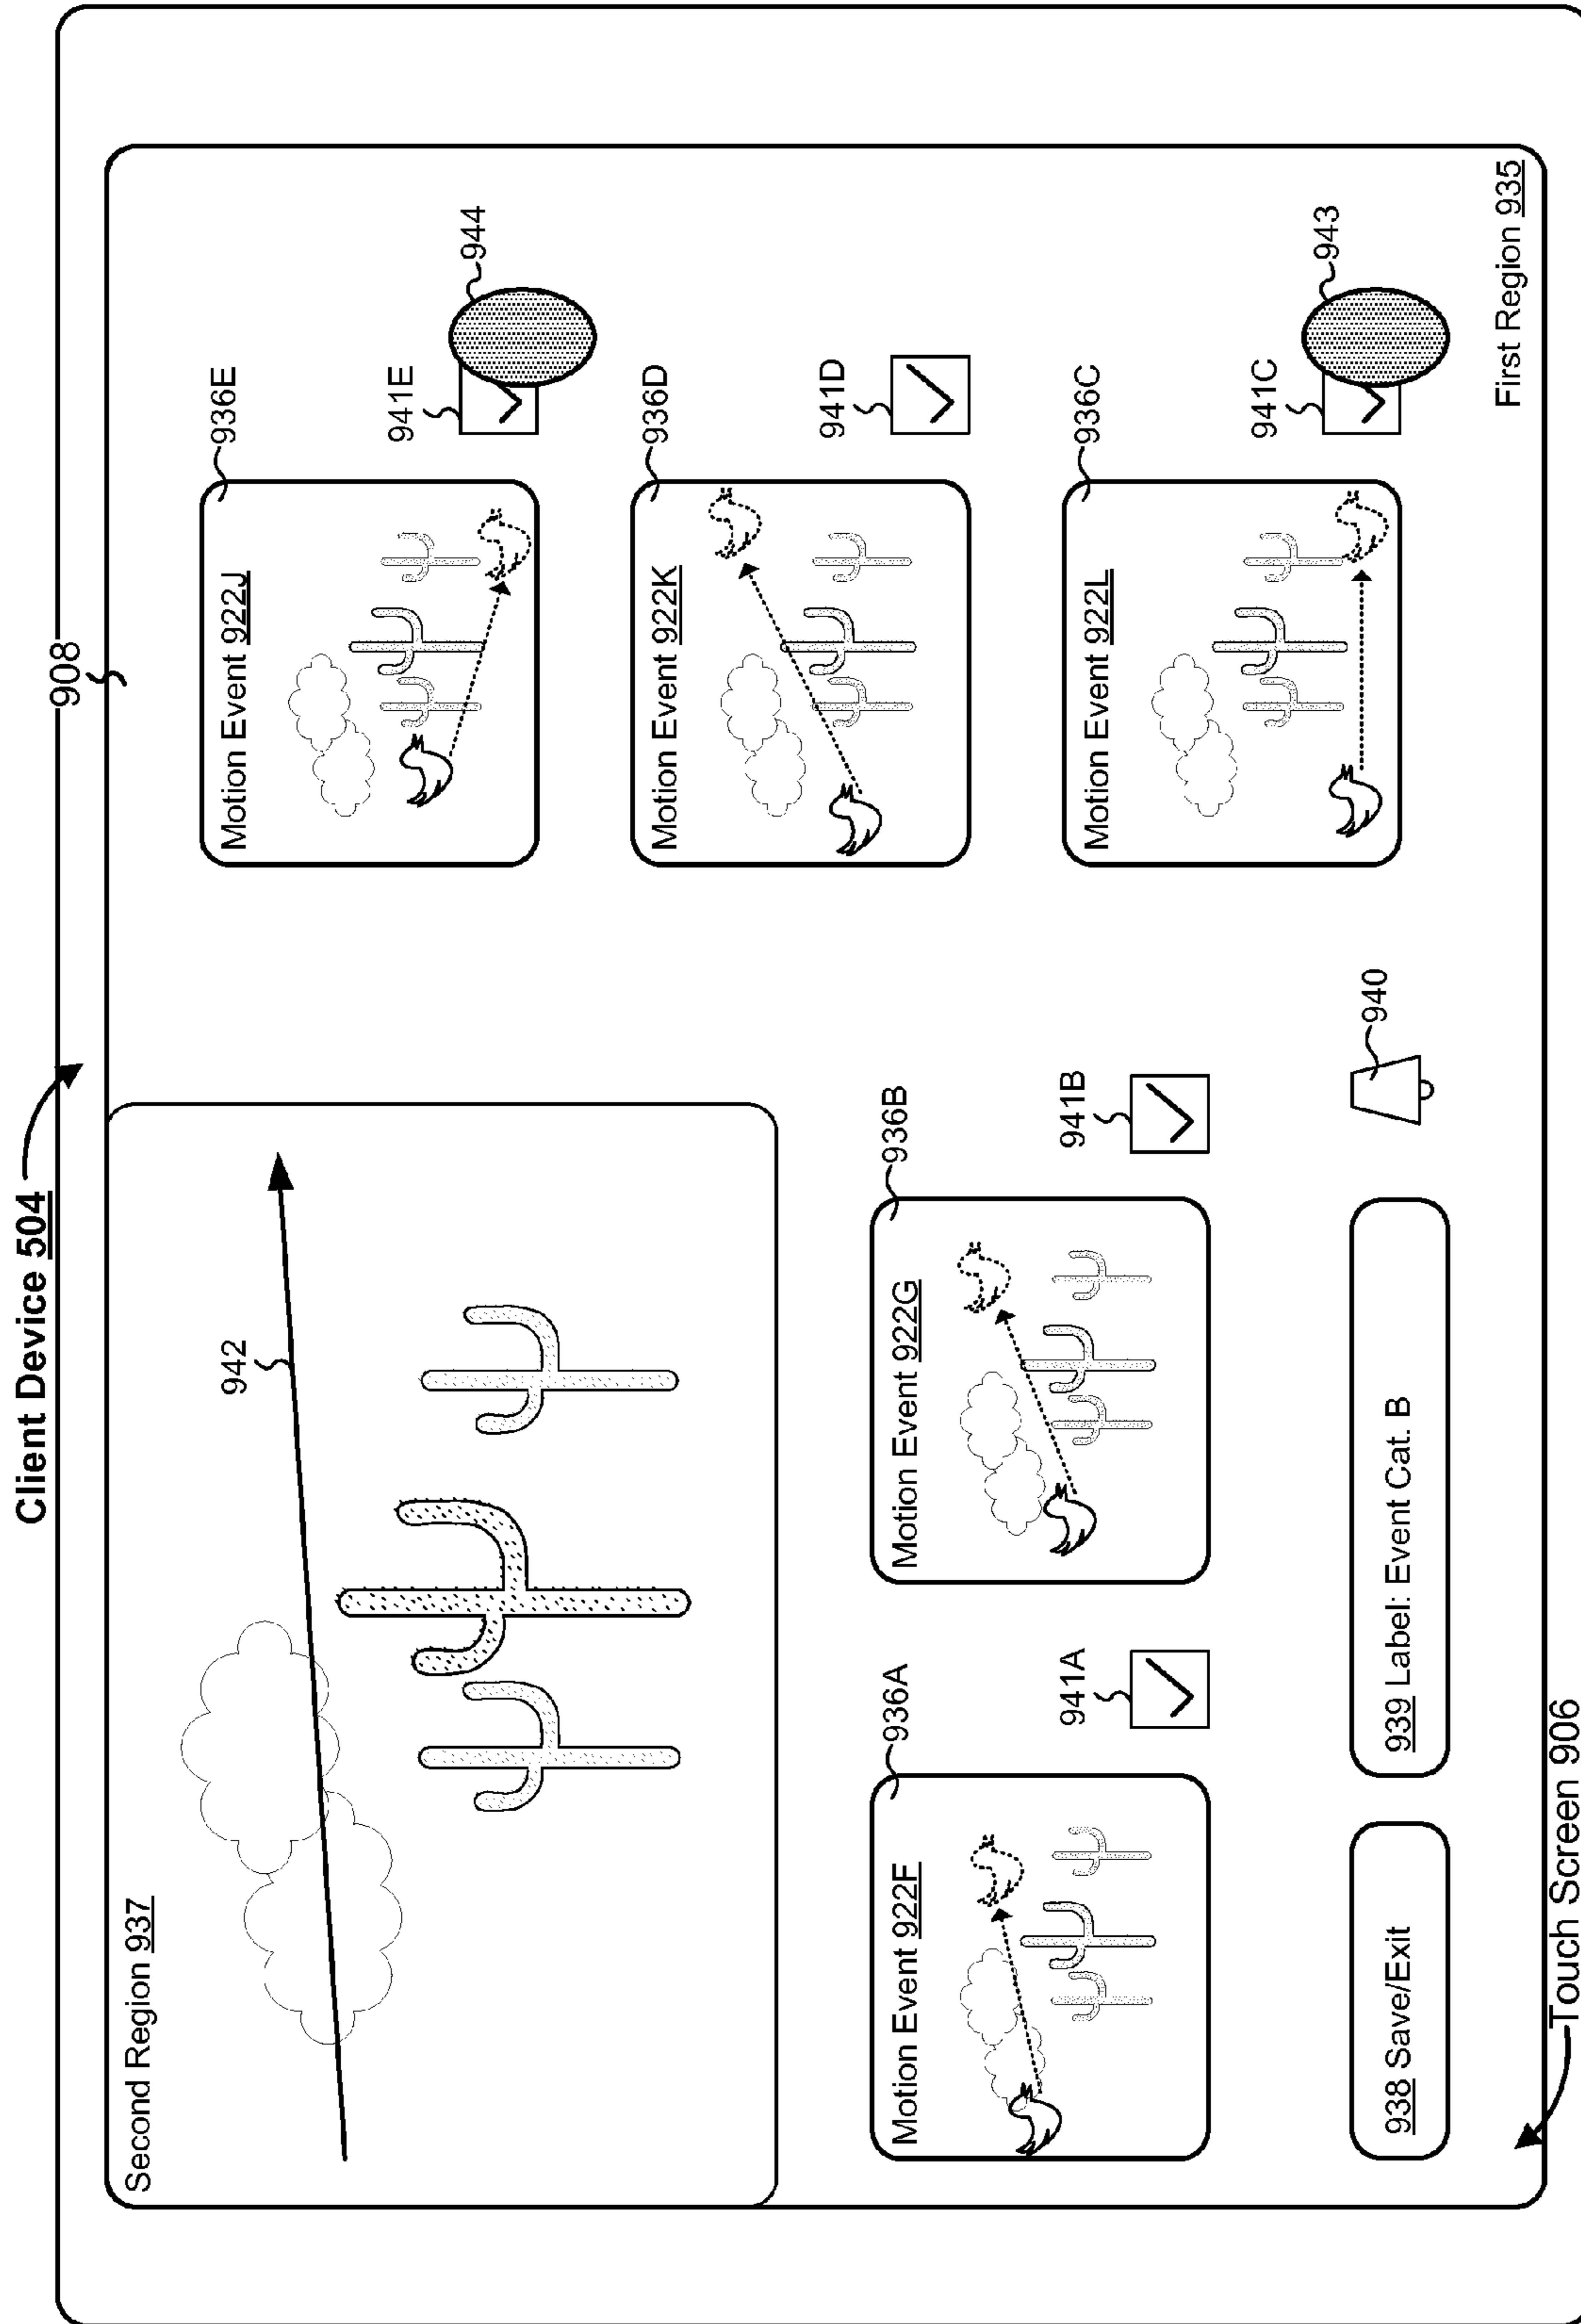 Client Device 504
908
Second Region 937
942
Motion Event 922J
936E
941E
944
Motion Event 922K
936D
941D
Motion Event 922L
936C
941C
943
Motion Event 922F
936A
941A
Motion Event 922G
936B
941B
938 Save/Exit
939 Label: Event Cat. B
940
First Region 935
Touch Screen 906